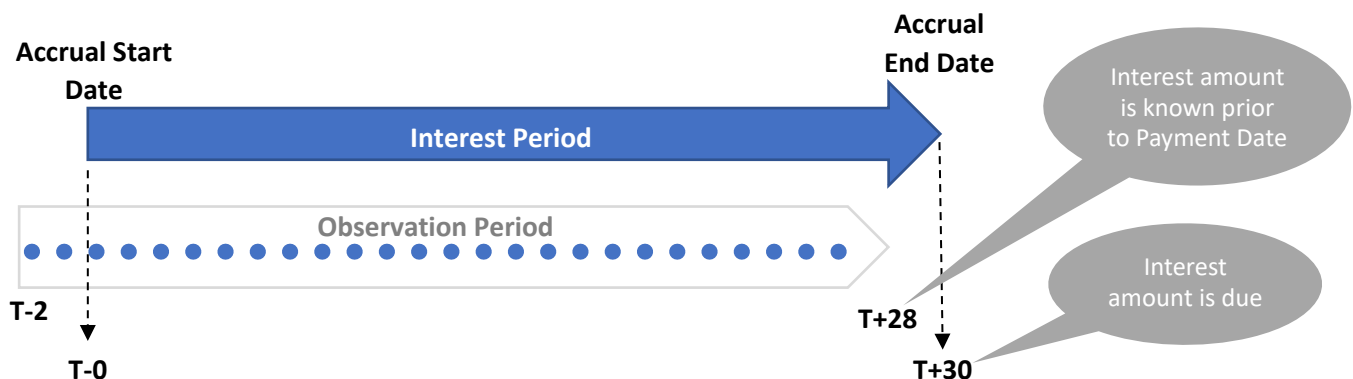 Accrual Start
Date
Accrual
End Date
Interest amount
is known prior
to Payment Date
Interest Period
Observation Period
Interest
amount is due
T-2
T+28
T-0
T+30